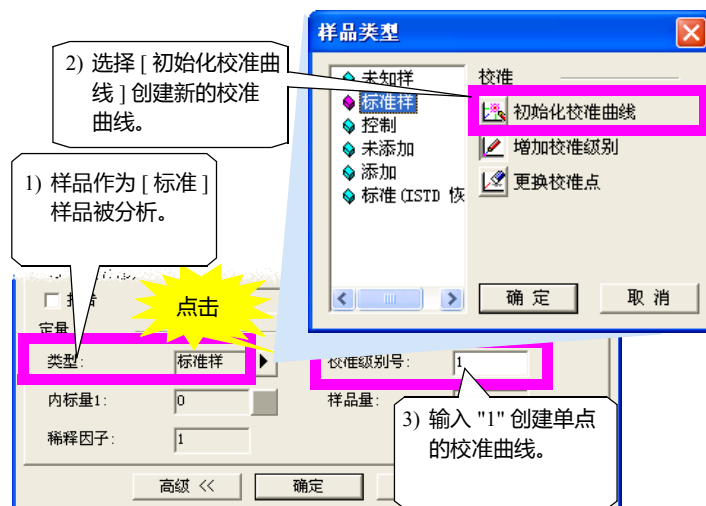 样品类型
2) 选择 [ 初始化校准曲
线 ] 创建新的校准
曲线。
未知样
标准样
控制
未添加
添加
标准 (ISTD 恢
校准
初始化校准曲线
增加校准级别
更换校准点
确 定
取 消
1) 样品作为 [ 标准 ]
样品被分析。
点击
定量
类型:
标准样
校准级别号:
1
内标量1:
0
样品量:
稀释因子:
1
3) 输入 "1" 创建单点
的校准曲线。
高级 <<
确定